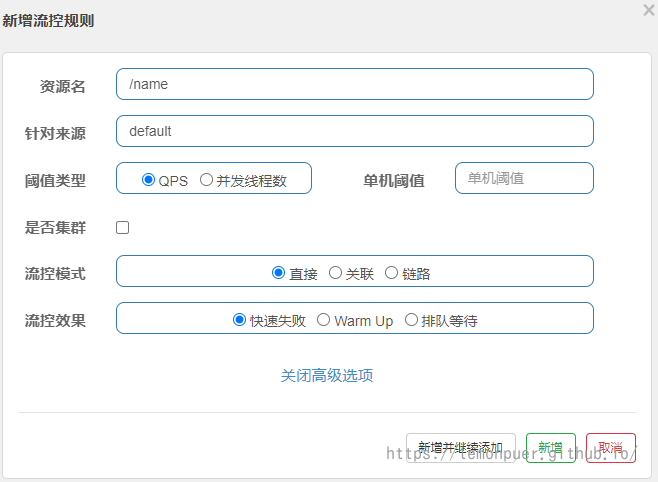 新增流控规则
资源名 /name
针对来源 default
阈值类型 QPS 并发线程数 单机阈值 单机阈值
是否集群
流控模式 直接 关联 链路
流控效果 快速失败 Warm Up 排队等待
关闭高级选项
新增并继续添加 新增 取消
https://lemonpuer.github.io/